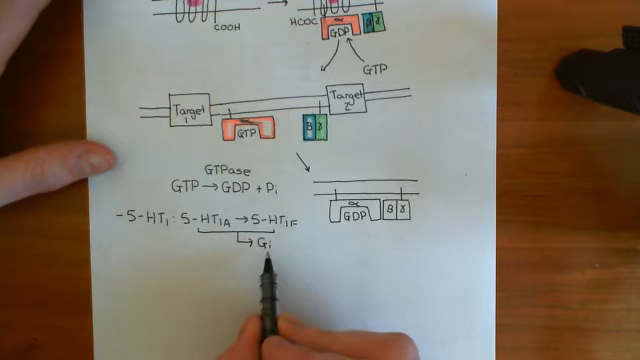 COOH
HCOC
α
GDP
β γ
GTP
Target 1
Target 2
α
GTP
β γ
GTPase
GTP → GDP + Pi
α
GDP
β γ
-5-HT1: 5-HT1A → 5-HT1F
Gi